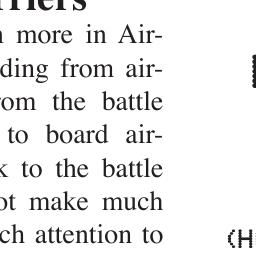 rriers
more in Air-
ding from air-
rom the battle
to board air-
k to the battle
ot make much
ch attention to
(H